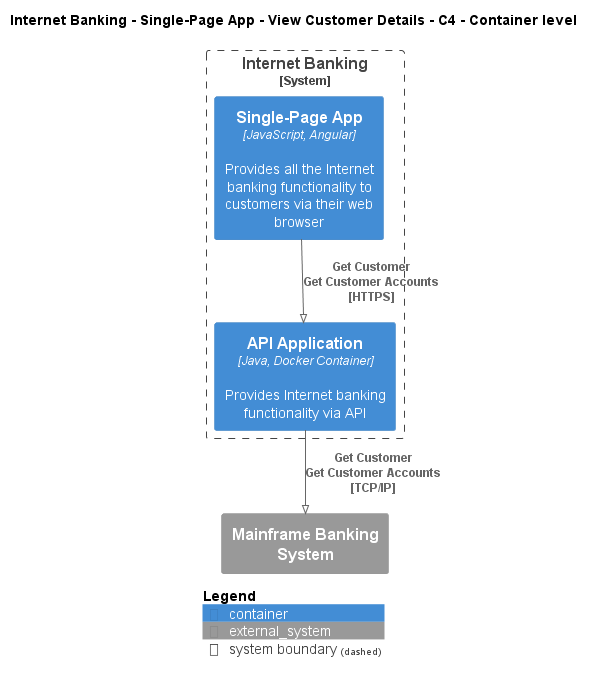 Internet Banking - Single-Page App - View Customer Details - C4 - Container level
Internet Banking
[System]
Single-Page App
[JavaScript, Angular]
Provides all the Internet
banking functionality to
customers via their web
browser
Get Customer
Get Customer Accounts
[HTTPS]
API Application
[Java, Docker Container]
Provides Internet banking
functionality via API
Get Customer
Get Customer Accounts
[TCP/IP]
Mainframe Banking
System
Legend
container
external_system
system boundary (dashed)